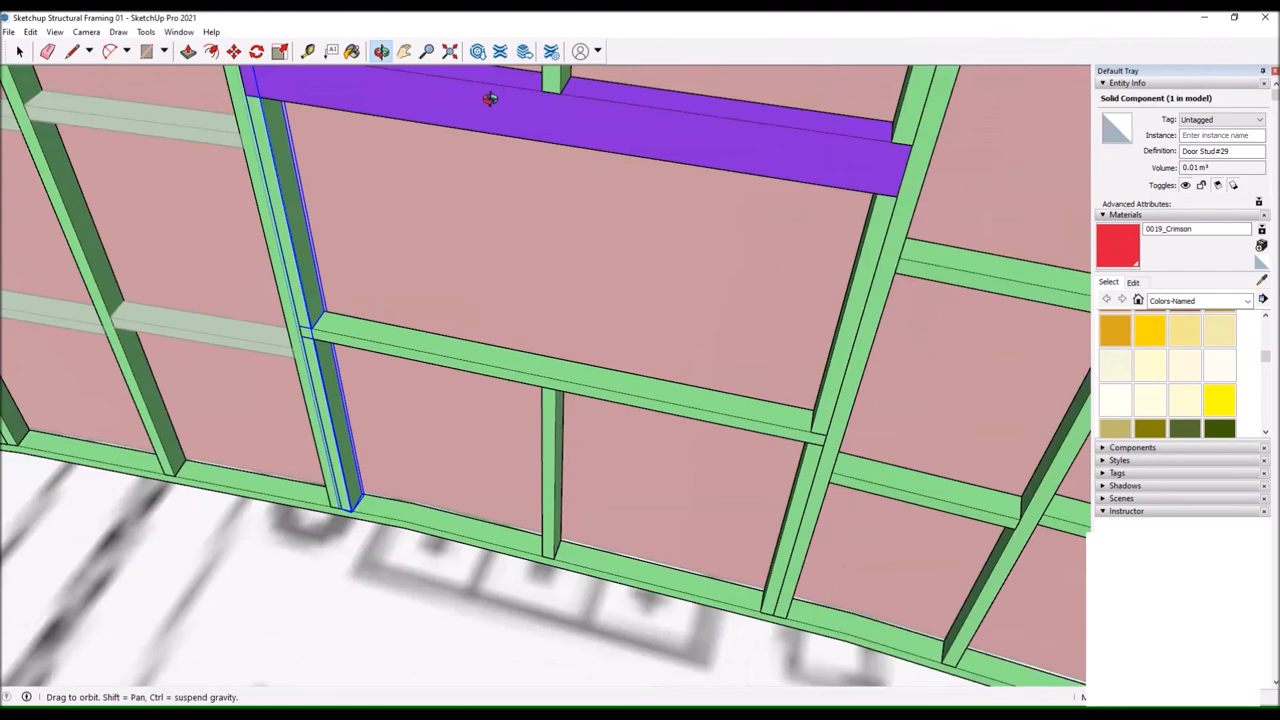 Sketchup Structural Framing 01 - SketchUp Pro 2021
File Edit View Camera Draw Tools Window Help
Default Tray
Entity Info
Solid Component (1 in model)
Tag: Untagged
Instance: Enter instance name
Definition: Door Stud#29
Volume: 0.01 m³
Toggles:
Advanced Attributes:
Materials
0019_Crimson
Select Edit
Colors-Named
Components
Styles
Tags
Shadows
Scenes
Instructor
Drag to orbit. Shift = Pan, Ctrl = suspend gravity.